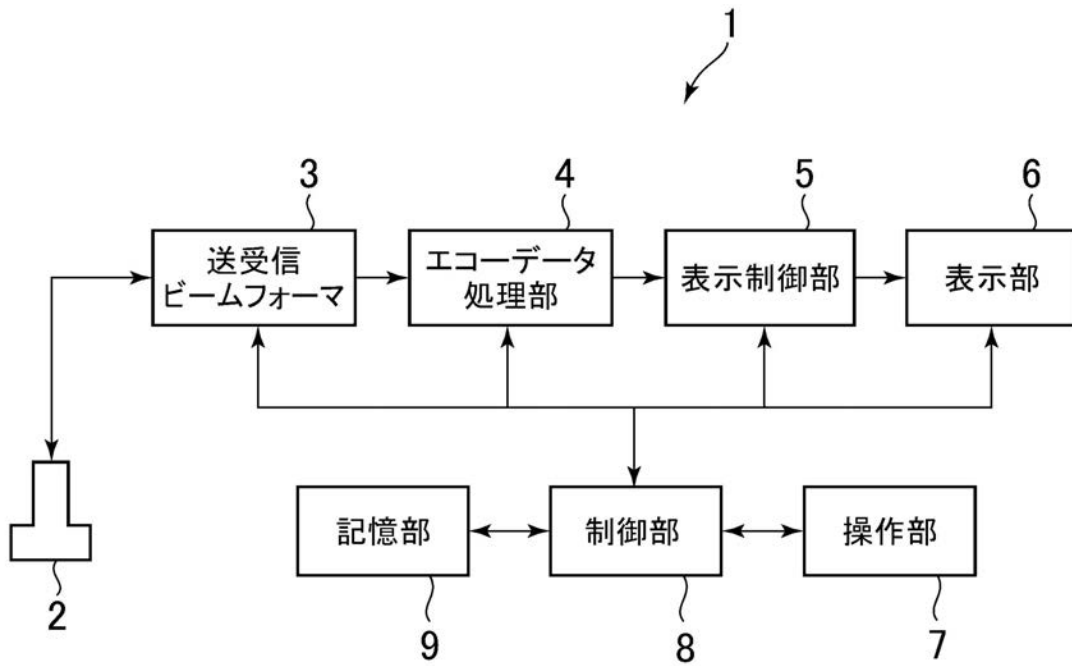 1
3
4
5
6
送受信
ビームフォーマ
エコーデータ
処理部
表示制御部
表示部
記憶部
制御部
操作部
2
9
8
7